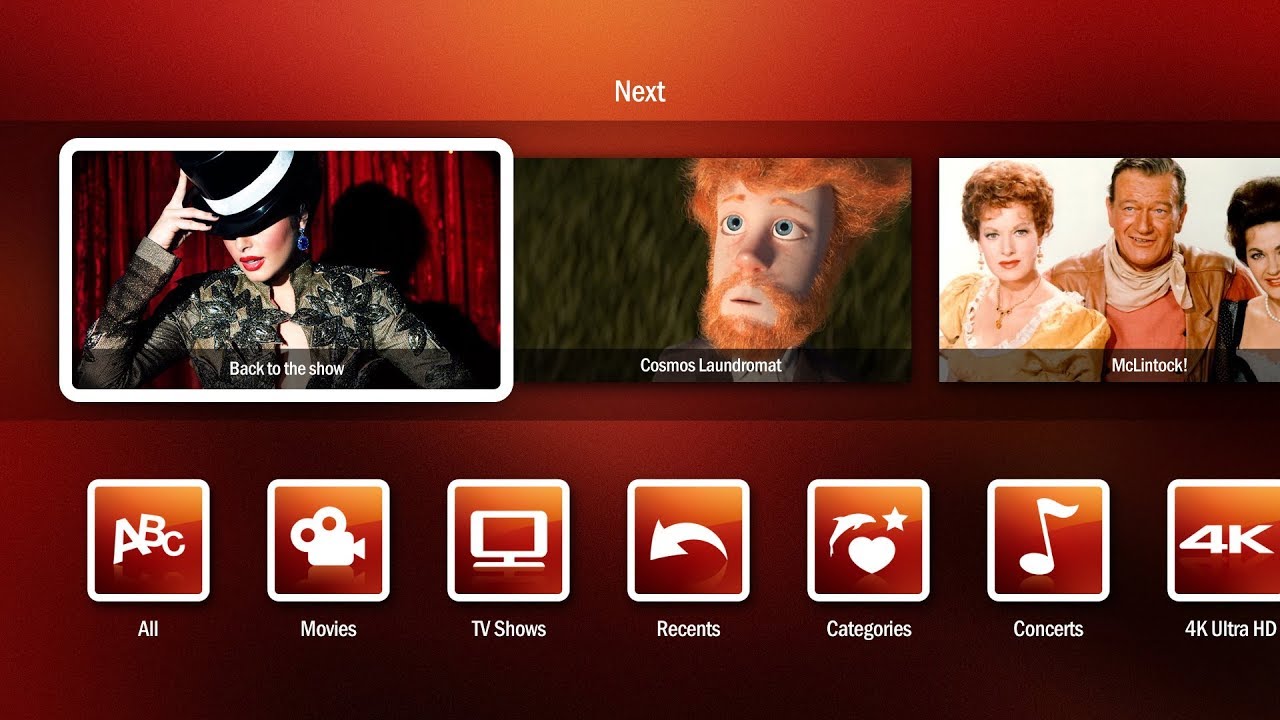 Next
Back to the show
Cosmos Laundromat
McLintock!
ABC
4K
All
Movies
TV Shows
Recents
Categories
Concerts
4K Ultra HD